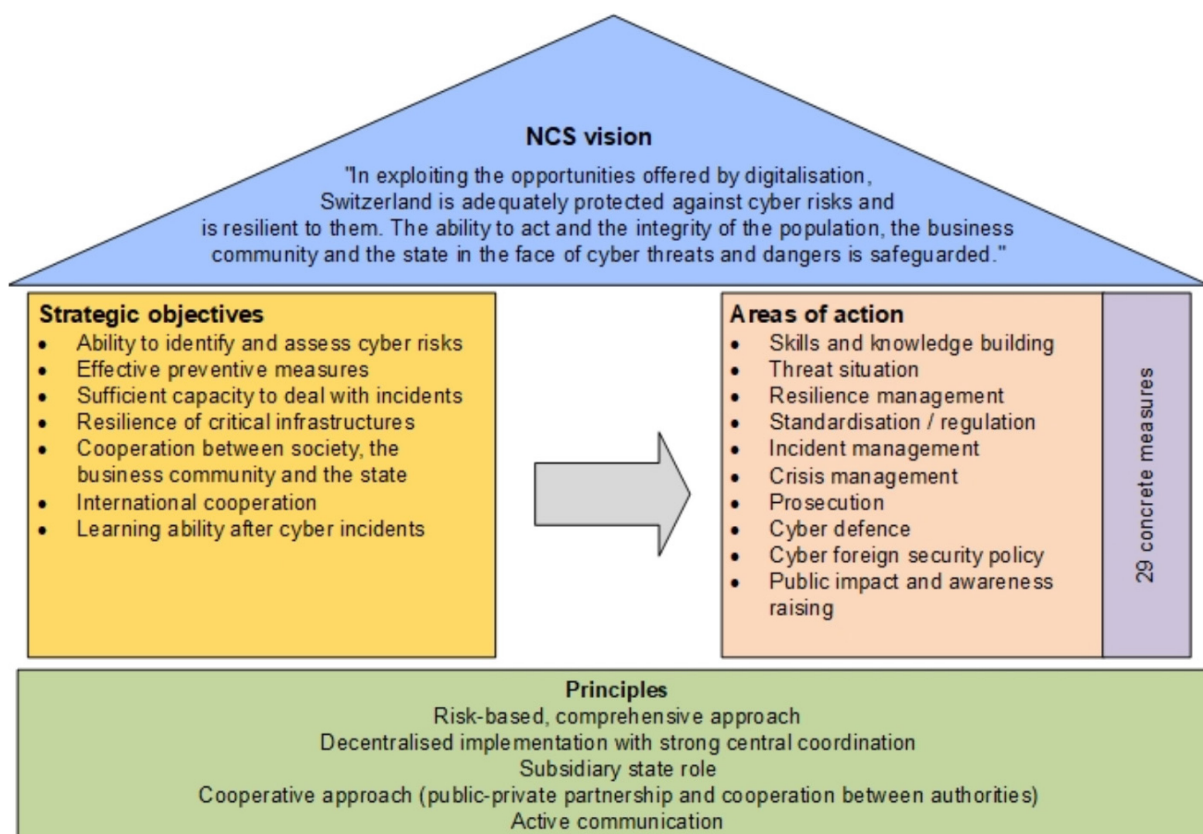 NCS vision
"In exploiting the opportunities offered by digitalisation,
Switzerland is adequately protected against cyber risks and
is resilient to them. The ability to act and the integrity of the population, the business
community and the state in the face of cyber threats and dangers is safeguarded."
Strategic objectives
• Ability to identify and assess cyber risks
• Effective preventive measures
• Sufficient capacity to deal with incidents
• Resilience of critical infrastructures
• Cooperation between society, the
business community and the state
• International cooperation
• Learning ability after cyber incidents
Areas of action
• Skills and knowledge building
• Threat situation
• Resilience management
• Standardisation / regulation
• Incident management
• Crisis management
• Prosecution
• Cyber defence
• Cyber foreign security policy
• Public impact and awareness
raising
29 concrete measures
Principles
Risk-based, comprehensive approach
Decentralised implementation with strong central coordination
Subsidiary state role
Cooperative approach (public-private partnership and cooperation between authorities)
Active communication